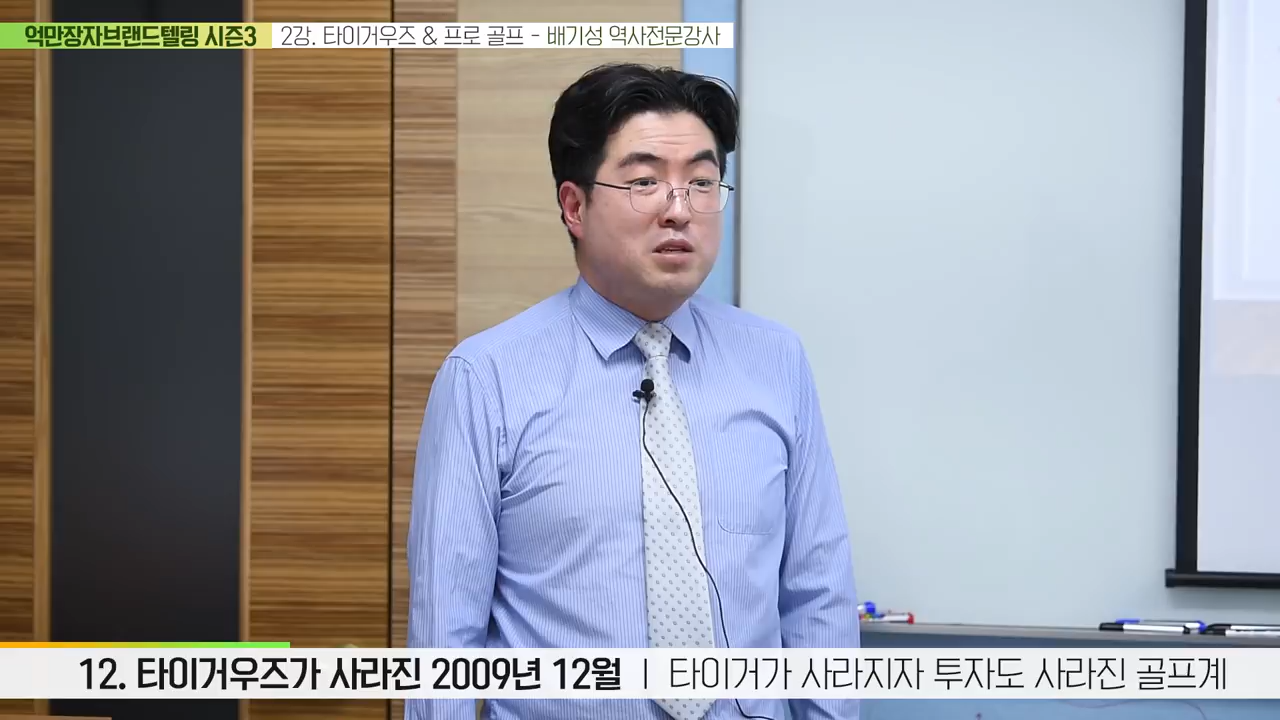 억만장자브랜드텔링 시즌3 2강. 타이거우즈 & 프로 골프 - 배기성 역사전문강사
12. 타이거우즈가 사라진 2009년 12월 | 타이거가 사라지자 투자도 사라진 골프계